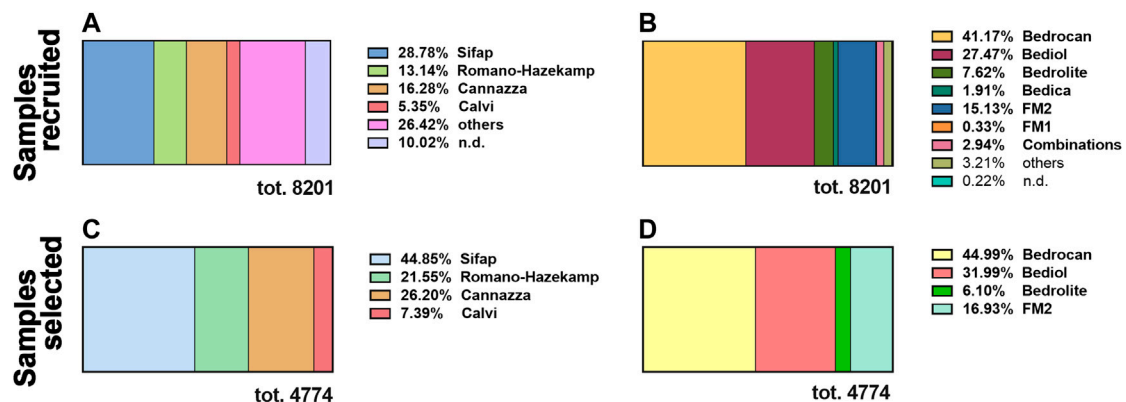 A
B
Samples
recruited
28.78% Sifap
13.14% Romano-Hazekamp
16.28% Cannazza
5.35% Calvi
26.42% others
10.02% n.d.
tot. 8201
41.17% Bedrocan
27.47% Bediol
7.62% Bedrolite
1.91% Bedica
15.13% FM2
0.33% FM1
2.94% Combinations
3.21% others
0.22% n.d.
tot. 8201
C
D
Samples
selected
44.85% Sifap
21.55% Romano-Hazekamp
26.20% Cannazza
7.39% Calvi
tot. 4774
44.99% Bedrocan
31.99% Bediol
6.10% Bedrolite
16.93% FM2
tot. 4774